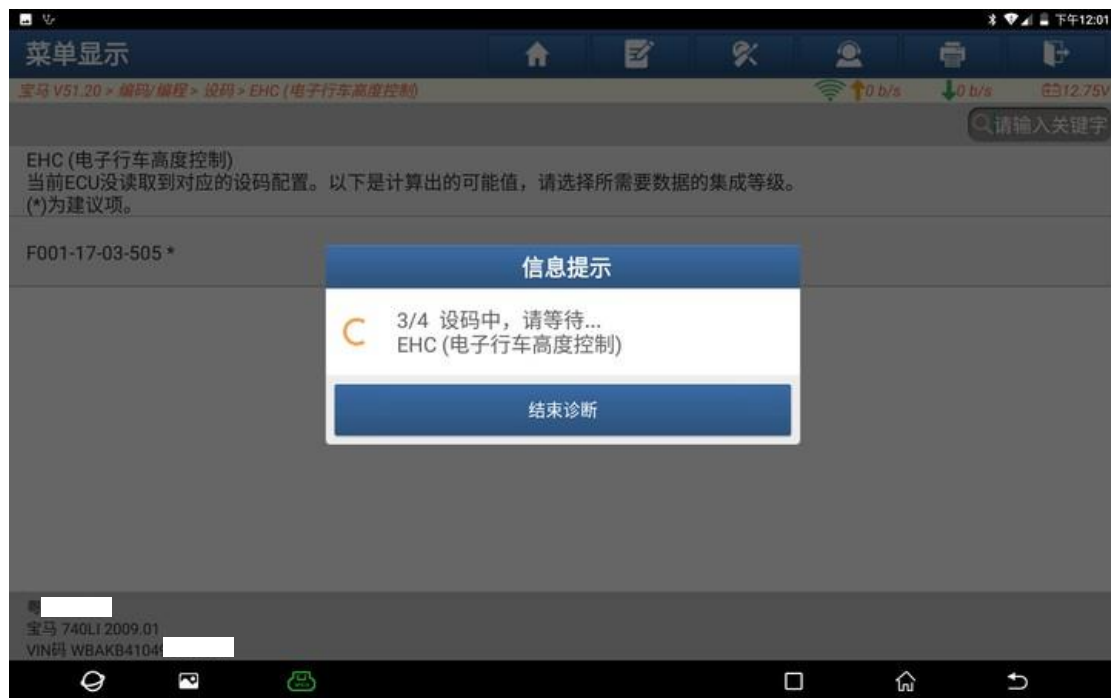 下午12:01
菜单显示
宝马 V51.20 > 编码/编程 > 设码 > EHC (电子行车高度控制)
0 b/s
0 b/s
12.75V
请输入关键字
EHC (电子行车高度控制)
当前ECU没读取到对应的设码配置。以下是计算出的可能值，请选择所需要数据的集成等级。
(*)为建议项。
F001-17-03-505 *
信息提示
3/4 设码中，请等待...
EHC (电子行车高度控制)
结束诊断
宝马 740LI 2009.01
VIN码 WBAKB4104